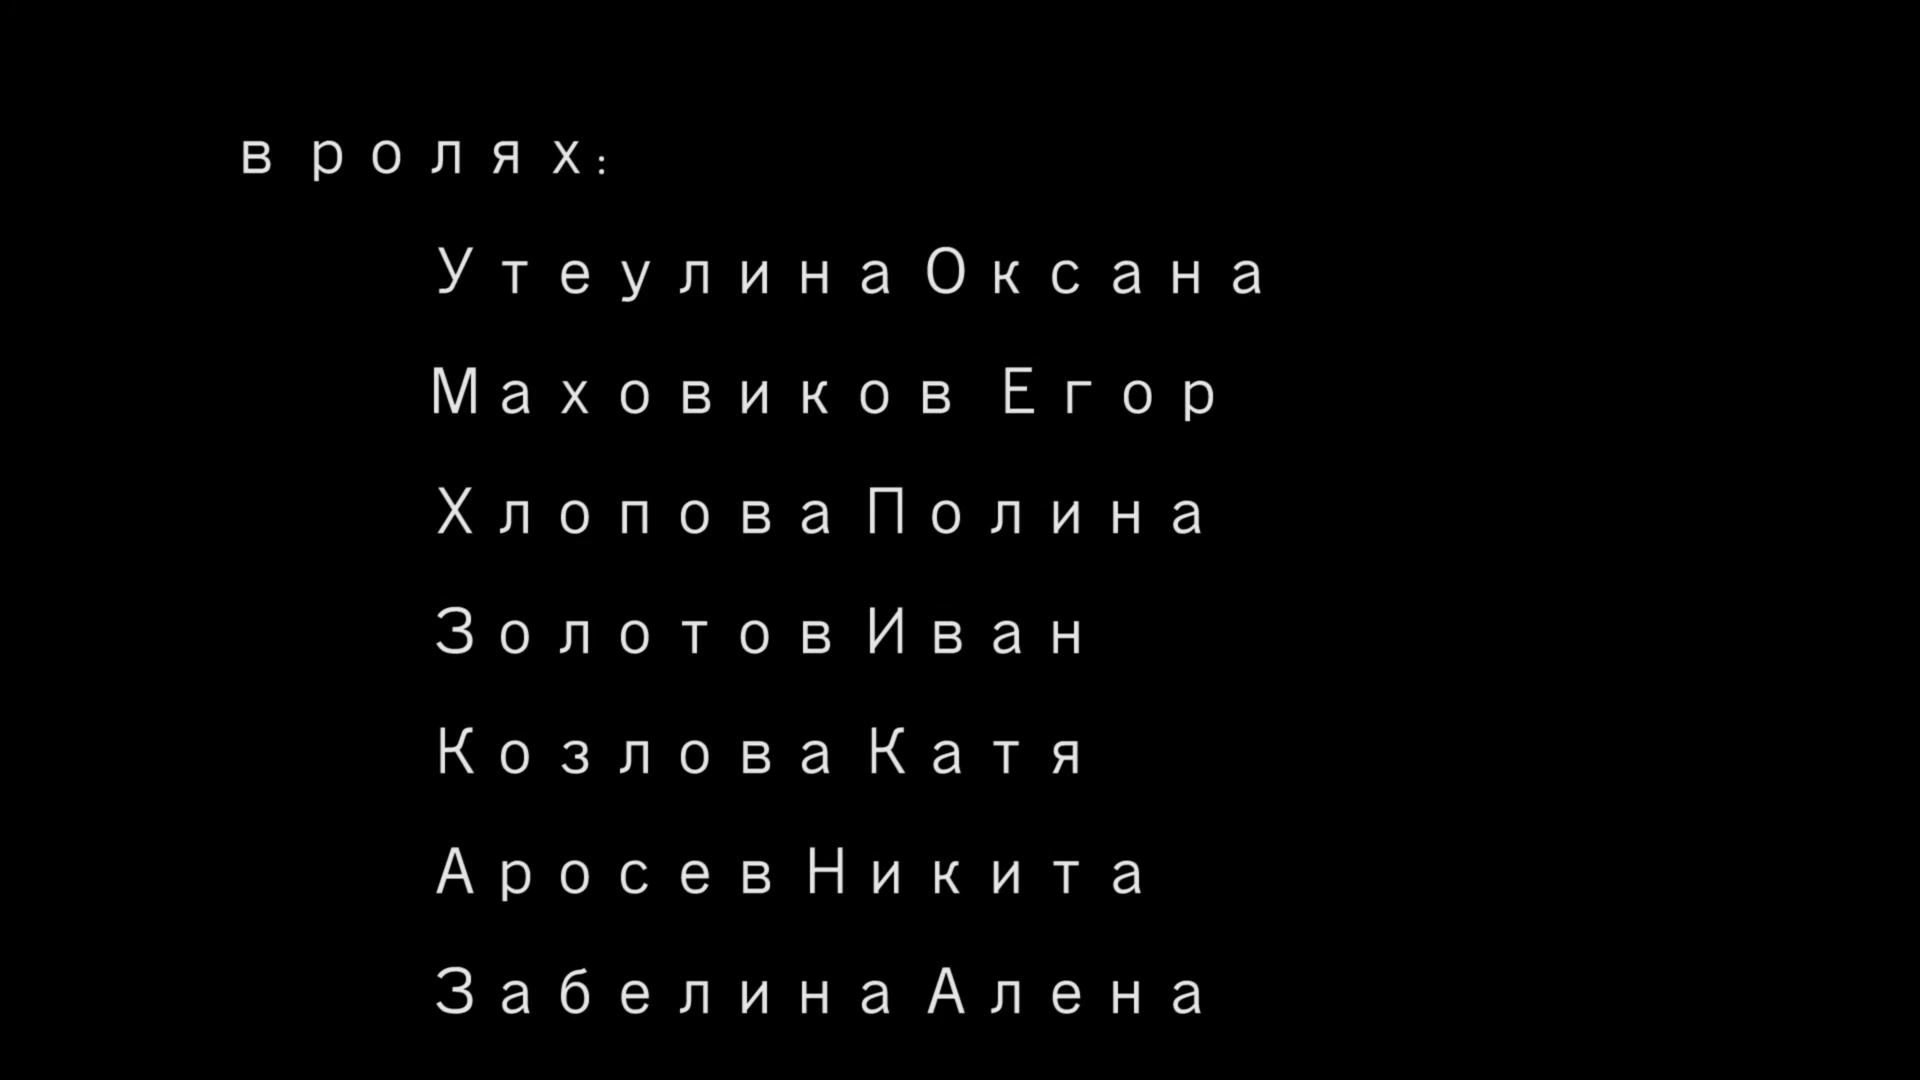 в ролях:
Утеулина Оксана
Маховиков Егор
Хлопова Полина
Золотов Иван
Козлова Катя
Аросев Никита
Забелина Алена